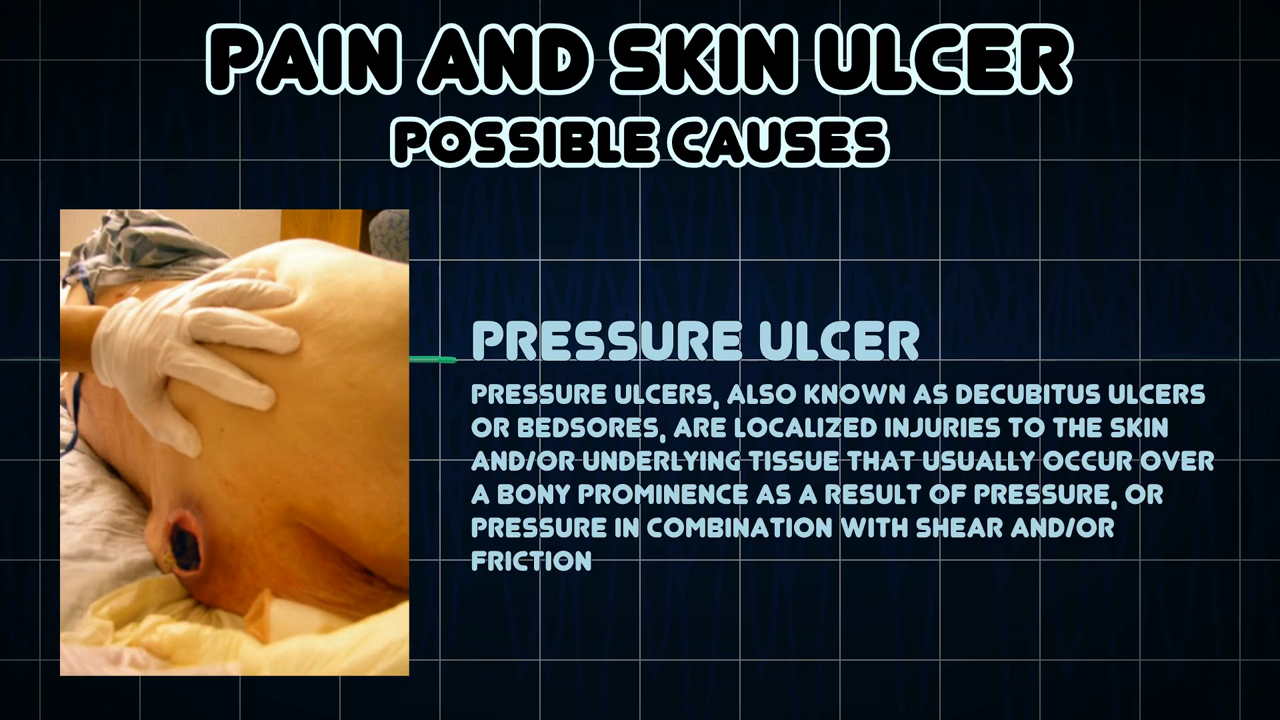 PAIN AND SKIN ULCER
POSSIBLE CAUSES
PRESSURE ULCER
PRESSURE ULCERS, ALSO KNOWN AS DECUBITUS ULCERS
OR BEDSORES, ARE LOCALIZED INJURIES TO THE SKIN
AND/OR UNDERLYING TISSUE THAT USUALLY OCCUR OVER
A BONY PROMINENCE AS A RESULT OF PRESSURE, OR
PRESSURE IN COMBINATION WITH SHEAR AND/OR
FRICTION